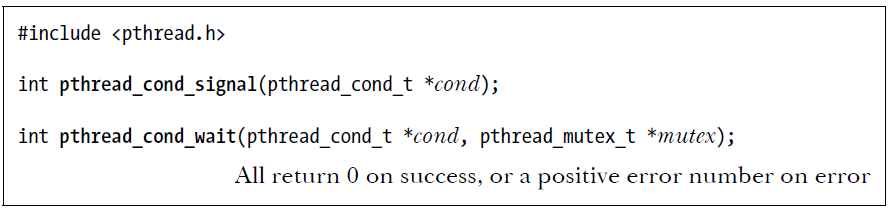 #include <pthread.h>
int pthread_cond_signal(pthread_cond_t *cond);
int pthread_cond_wait(pthread_cond_t *cond, pthread_mutex_t *mutex);
All return 0 on success, or a positive error number on error